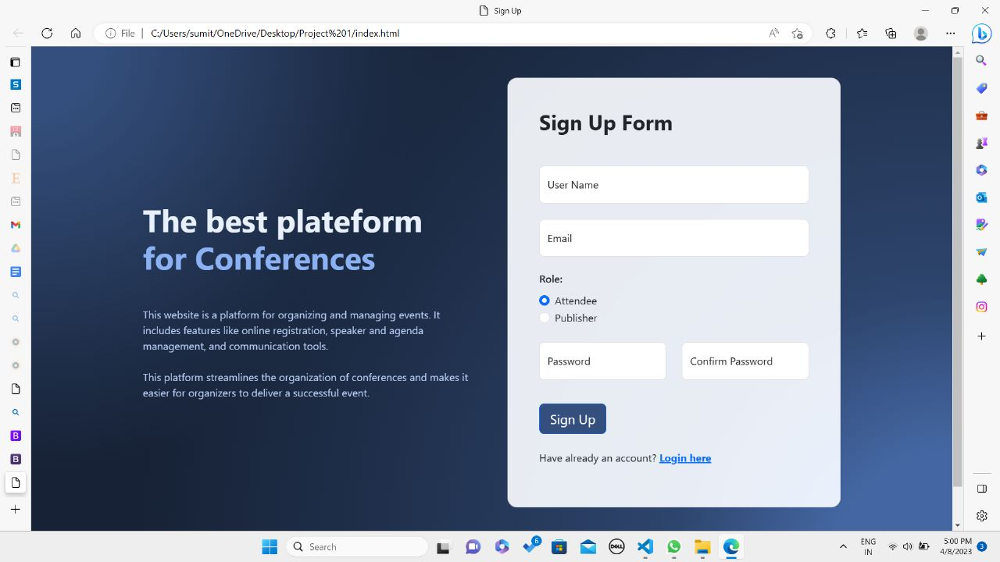 Sign Up
File
C:/Users/sumit/OneDrive/Desktop/Project%201/index.html
Sign Up Form
User Name
Email
The best plateform
for Conferences
Role:
Attendee
Publisher
This website is a platform for organizing and managing events. It
includes features like online registration, speaker and agenda
management, and communication tools.
This platform streamlines the organization of conferences and makes it
easier for organizers to deliver a successful event.
Password
Confirm Password
Sign Up
Have already an account? Login here
Search
6
DELL
ENG
IN
5:00 PM
4/8/2023
3